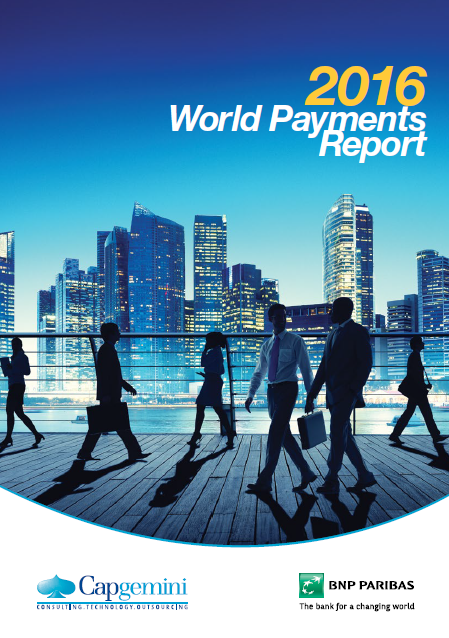 2016
World Payments
Report
Capgemini
CONSULTING.TECHNOLOGY.OUTSOURCING
BNP PARIBAS
The bank for a changing world